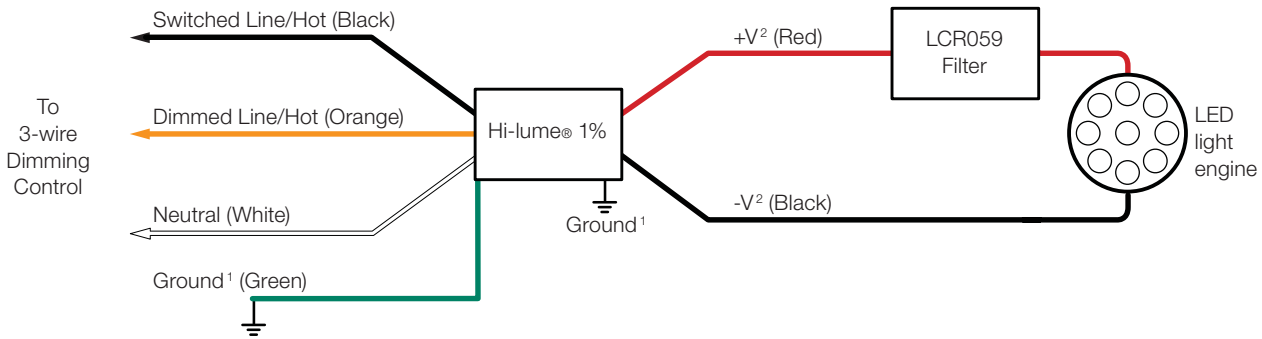 Switched Line/Hot (Black)
To
3-wire
Dimming
Control
Dimmed Line/Hot (Orange)
Neutral (White)
Ground¹ (Green)
Hi-lume® 1%
Ground¹
+V² (Red)
LCR059
Filter
-V² (Black)
LED
light
engine